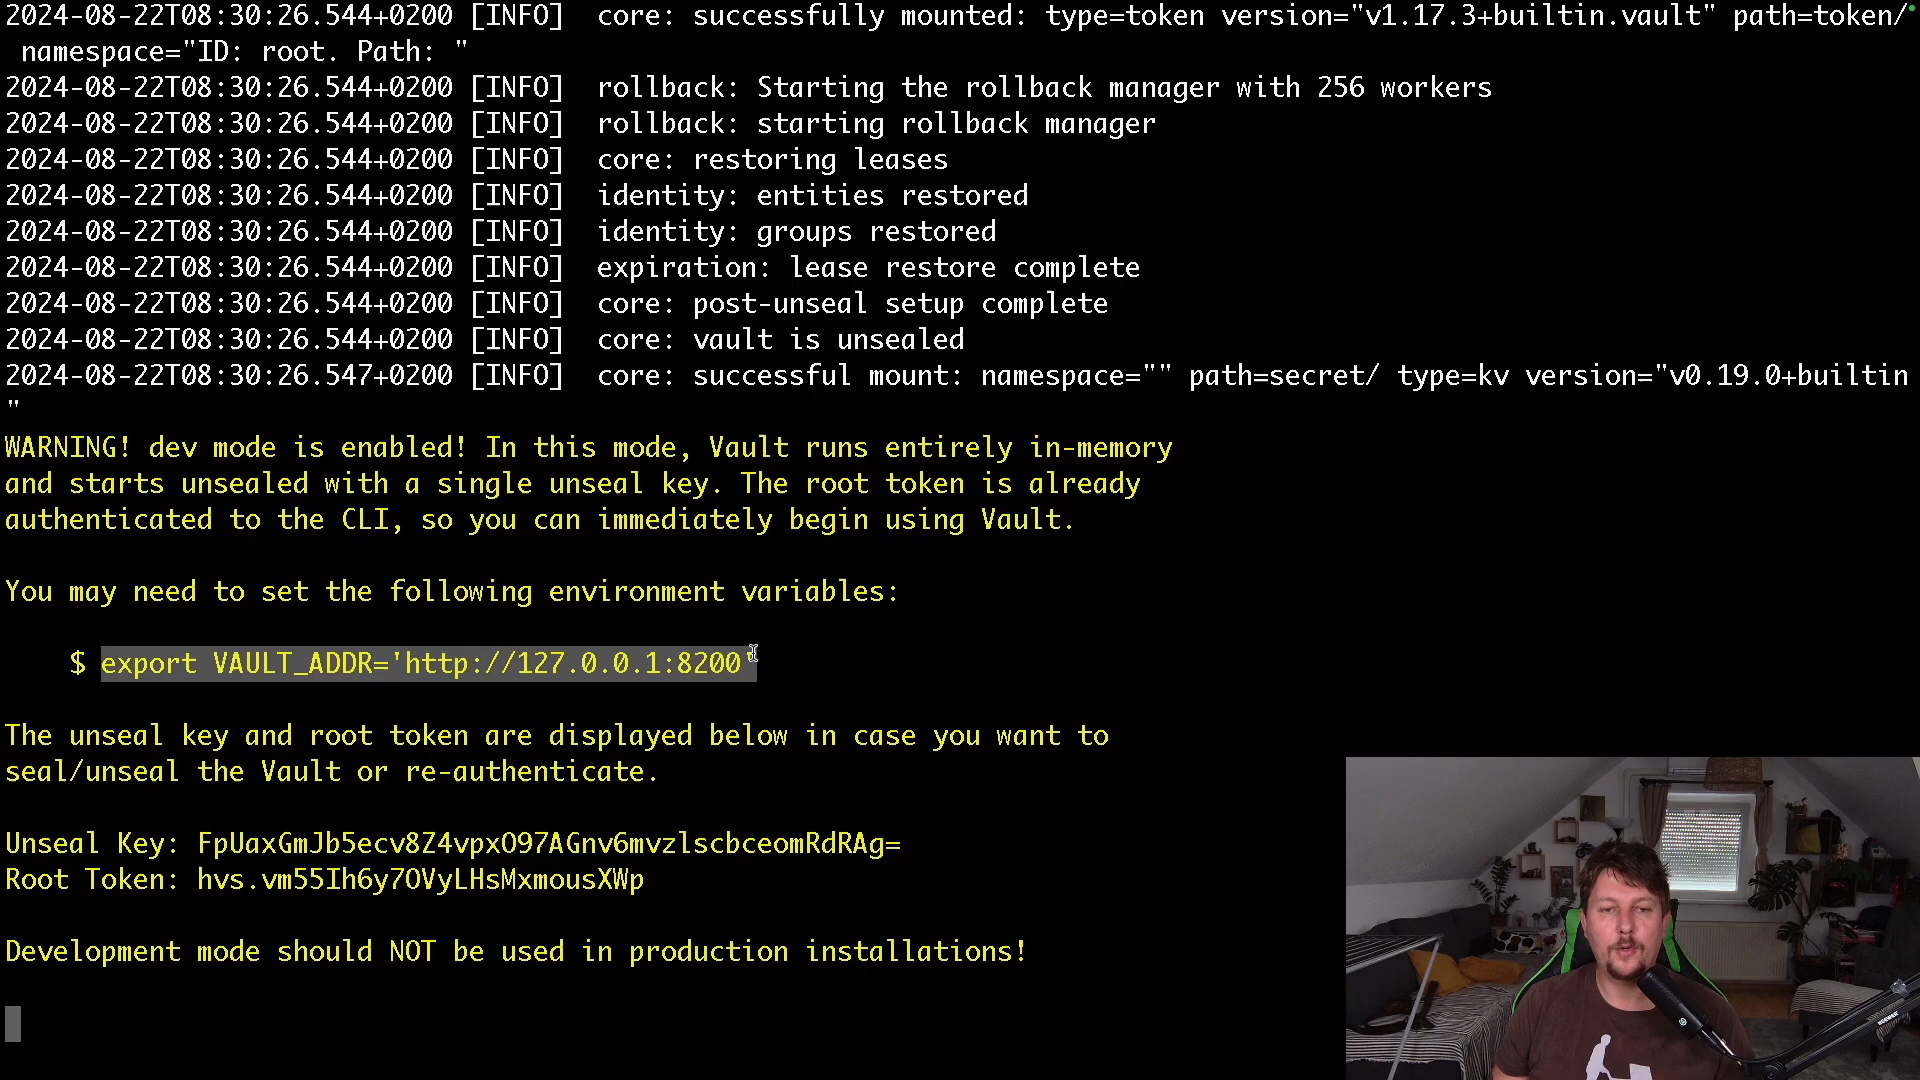 2024-08-22T08:30:26.544+0200 [INFO]  core: successfully mounted: type=token version="v1.17.3+builtin.vault" path=token/
 namespace="ID: root. Path: "
2024-08-22T08:30:26.544+0200 [INFO]  rollback: Starting the rollback manager with 256 workers
2024-08-22T08:30:26.544+0200 [INFO]  rollback: starting rollback manager
2024-08-22T08:30:26.544+0200 [INFO]  core: restoring leases
2024-08-22T08:30:26.544+0200 [INFO]  identity: entities restored
2024-08-22T08:30:26.544+0200 [INFO]  identity: groups restored
2024-08-22T08:30:26.544+0200 [INFO]  expiration: lease restore complete
2024-08-22T08:30:26.544+0200 [INFO]  core: post-unseal setup complete
2024-08-22T08:30:26.544+0200 [INFO]  core: vault is unsealed
2024-08-22T08:30:26.547+0200 [INFO]  core: successful mount: namespace="" path=secret/ type=kv version="v0.19.0+builtin
"
WARNING! dev mode is enabled! In this mode, Vault runs entirely in-memory
and starts unsealed with a single unseal key. The root token is already
authenticated to the CLI, so you can immediately begin using Vault.
You may need to set the following environment variables:
$ export VAULT_ADDR='http://127.0.0.1:8200'
The unseal key and root token are displayed below in case you want to
seal/unseal the Vault or re-authenticate.
Unseal Key: FpUaxGmJb5ecv8Z4vpxO97AGnv6mvzlscbceomRdRAg=
Root Token: hvs.vm55Ih6y7OVyLHsMxmousXWp
Development mode should NOT be used in production installations!